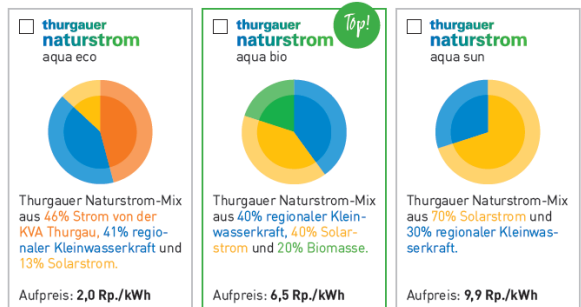 thurgauer
naturstrom
aqua eco
Thurgauer Naturstrom-Mix
aus 46% Strom von der
KVA Thurgau, 41% regio-
naler Kleinwasserkraft und
13% Solarstrom.
Aufpreis: 2,0 Rp./kWh
Top!
thurgauer
naturstrom
aqua bio
Thurgauer Naturstrom-Mix
aus 40% regionaler Klein-
wasserkraft, 40% Solar-
strom und 20% Biomasse.
Aufpreis: 6,5 Rp./kWh
thurgauer
naturstrom
aqua sun
Thurgauer Naturstrom-Mix
aus 70% Solarstrom und
30% regionaler Kleinwas-
serkraft.
Aufpreis: 9,9 Rp./kWh